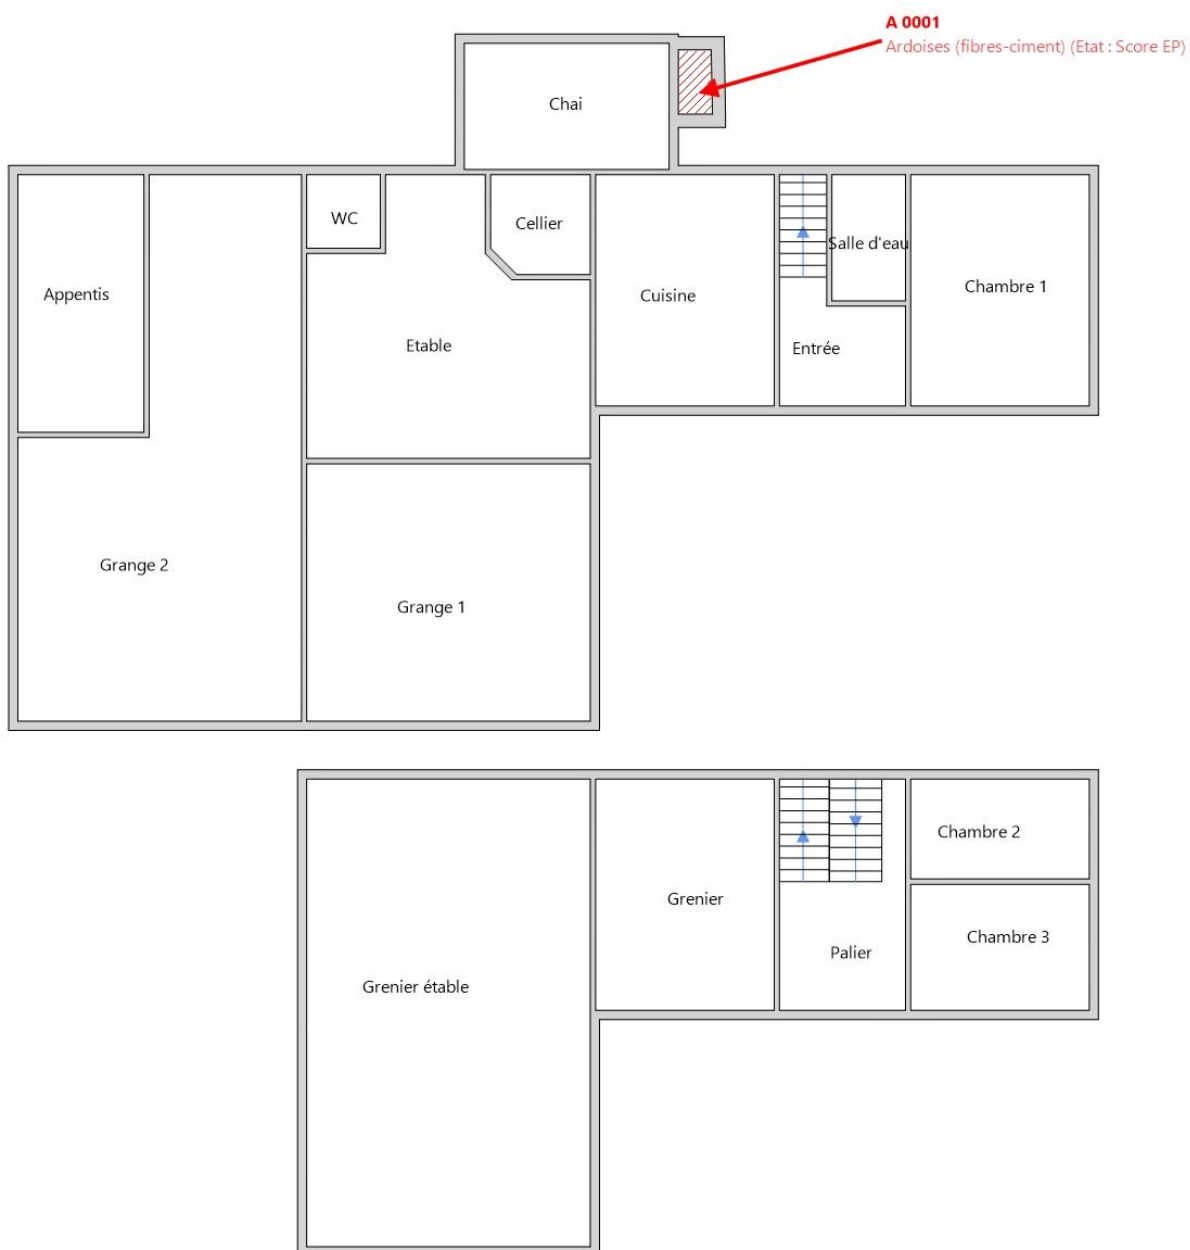 A 0001
Ardoises (fibres-ciment) (Etat : Score EP)
Chai
WC
Cellier
Salle d'eau
Appentis
Cuisine
Chambre 1
Etable
Entrée
Grange 2
Grange 1
Chambre 2
Grenier
Chambre 3
Palier
Grenier étable